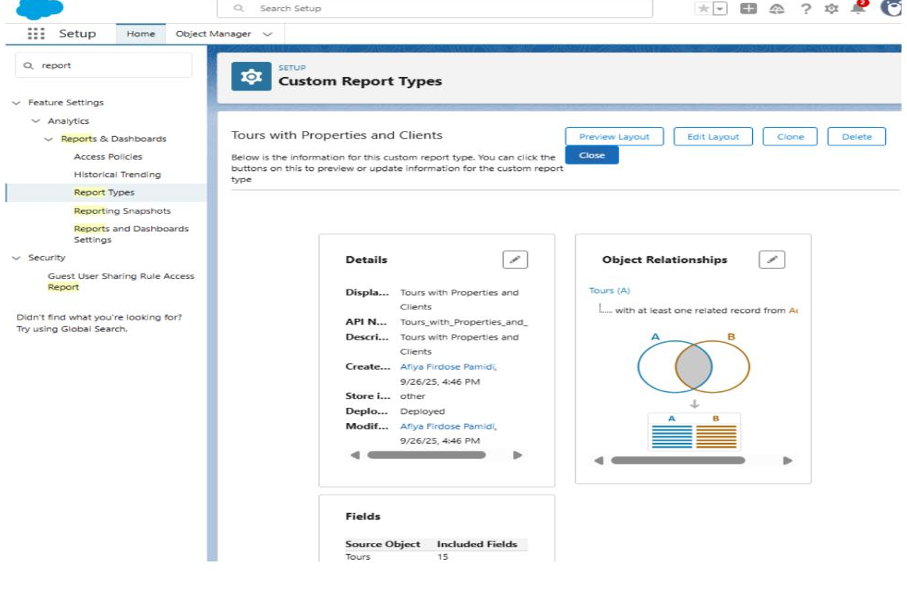 Search Setup
2
Setup
Home
Object Manager
report
SETUP
Custom Report Types
Feature Settings
Analytics
Reports & Dashboards
Access Policies
Historical Trending
Report Types
Reporting Snapshots
Reports and Dashboards
Settings
Security
Guest User Sharing Rule Access
Report
Didn't find what you're looking for?
Try using Global Search.
Tours with Properties and Clients
Preview Layout
Edit Layout
Clone
Delete
Below is the information for this custom report type. You can click the
buttons on this to preview or update information for the custom report
type
Close
Details
Displa... Tours with Properties and
Clients
API N... Tours_with_Properties_and_
Descri... Tours with Properties and
Clients
Create... Afiya Firdose Pamidi,
9/26/25, 4:46 PM
Store i... other
Deplo... Deployed
Modif... Afiya Firdose Pamidi,
9/26/25, 4:46 PM
Object Relationships
Tours (A)
with at least one related record from
A B
A B
Fields
Source Object Included Fields
Tours 15